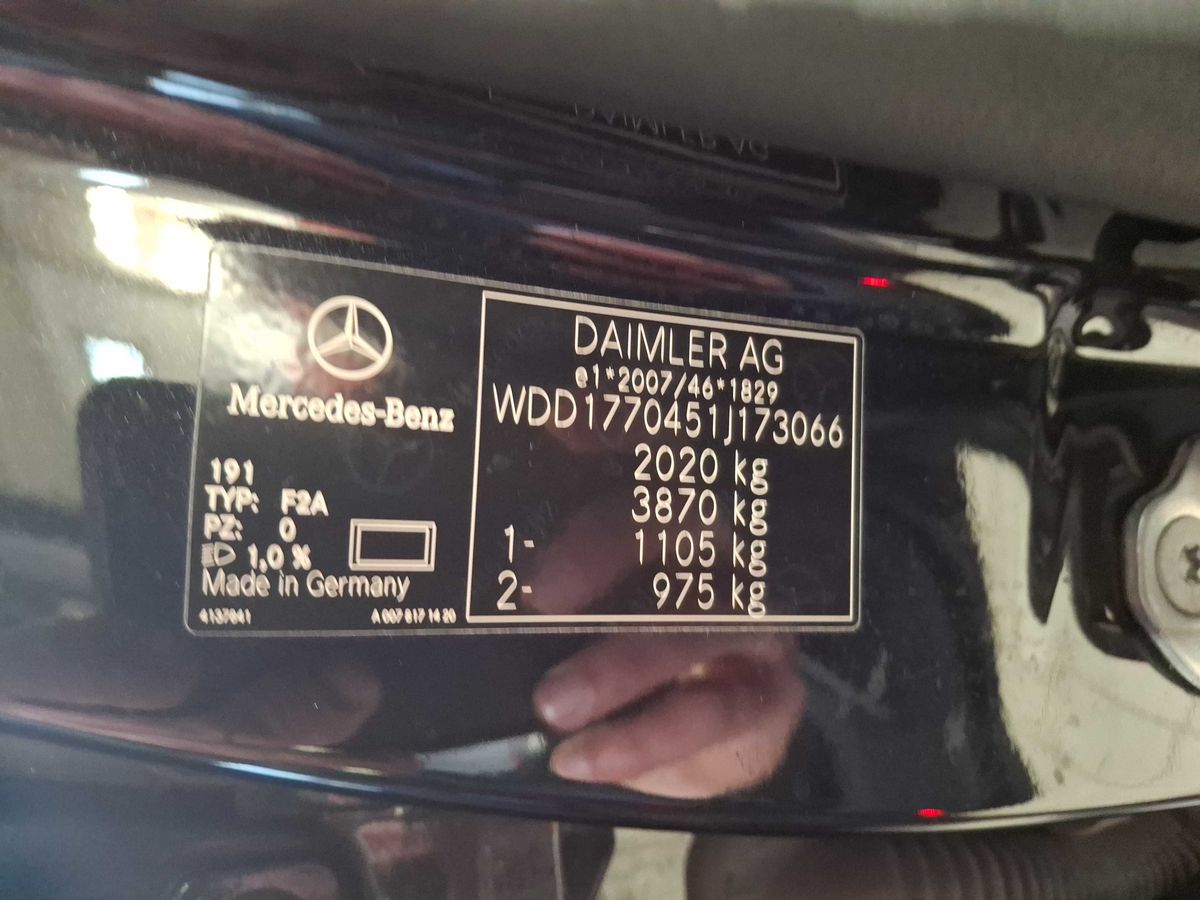 Mercedes-Benz
191
TYP: F2A
PZ: 0
1,0 %
Made in Germany
4137841
A 007 817 14 20
DAIMLER AG
e1*2007/46*1829
WDD1770451J173066
2020 kg
3870 kg
1- 1105 kg
2- 975 kg